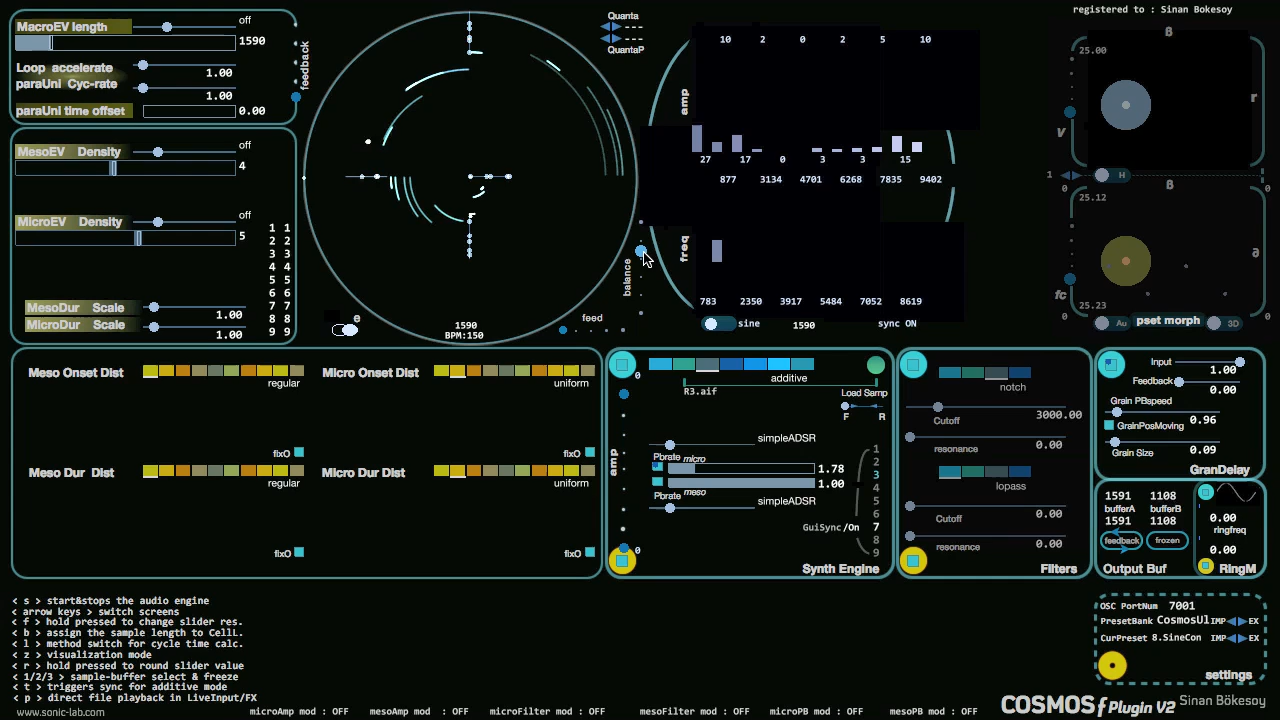 MacroEV length
off
1590
Loop accelerate
1.00
paraUni Cyc-rate
1.00
paraUni time offset
0.00
feedback
MesoEV Density
off
4
MicroEV Density
off
5
1 1
2 2
3 3
4 4
5 5
6 6
7 7
8 8
9 9
MesoDur Scale
1.00
MicroDur Scale
1.00
Quanta
---
---
QuantaP
e
1590
BPM:150
feed
balance
registered to : Sinan Bökesoy
amp
10 2 0 2 5 10
27 17 0 3 3 15
877 3134 4701 6268 7835 9402
freq
783 2350 3917 5484 7052 8619
sine
1590
sync ON
ß
25.00
V
r
1
H
0
0
ß
25.12
∂
fc
25.23
0
0
Au
pset morph
3D
Meso Onset Dist
regular
fixO
Micro Onset Dist
uniform
fixO
Meso Dur Dist
regular
fixO
Micro Dur Dist
uniform
fixO
0
additive
R3.aif
Load Samp
F R
amp
simpleADSR
Pbrate micro
1.78
1.00
Pbrate meso
simpleADSR
1
2
3
4
5
6
GuiSync/On 7
8
9
0
Synth Engine
notch
3000.00
Cutoff
resonance
0.00
lopass
Cutoff
0.00
resonance
0.00
Filters
Input
1.00
Feedback
0.00
Grain PBspeed
0.96
GrainPosMoving
Grain Size
0.09
GranDelay
1591 1108
bufferA bufferB
1591 1108
feedback frozen
Output Buf
0.00
ringfreq
0.00
RingM
< s > start&stops the audio engine
< arrow keys > switch screens
< f > hold pressed to change slider res.
< b > assign the sample length to CellL.
< l > method switch for cycle time calc.
< z > visualization mode
< r > hold pressed to round slider value
< 1/2/3 > sample-buffer select & freeze
< t > triggers sync for additive mode
< p > direct file playback in LiveInput/FX
www.sonic-lab.com
OSC PortNum 7001
PresetBank CosmosUl IMP EX
CurPreset 8.SineCon IMP EX
settings
COSMOSf Plugin V2 Sinan Bökesoy
microAmp mod : OFF
mesoAmp mod : OFF
microFilter mod : OFF
mesoFilter mod : OFF
microPB mod : OFF
mesoPB mod : OFF